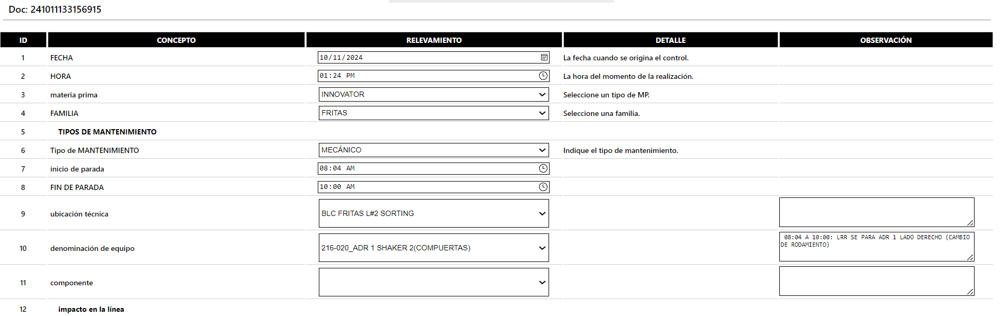 Doc: 241011133156915
ID CONCEPTO RELEVAMIENTO DETALLE OBSERVACIÓN
1 FECHA 10/11/2024 La fecha cuando se origina el control.
2 HORA 01:24 PM La hora del momento de la realización.
3 materia prima INNOVATOR Seleccione un tipo de MP.
4 FAMILIA FRITAS Seleccione una familia.
5 TIPOS DE MANTENIMIENTO
6 Tipo de MANTENIMIENTO MECÁNICO Indique el tipo de mantenimiento.
7 inicio de parada 08:04 AM
8 FIN DE PARADA 10:00 AM
9 ubicación técnica BLC FRITAS L#2 SORTING
10 denominación de equipo 216-020_ADR 1 SHAKER 2(COMPUERTAS) 08:04 A 10:00: LRR SE PARA ADR 1 LADO DERECHO (CAMBIO
DE RODAMIENTO)
11 componente
12 impacto en la línea